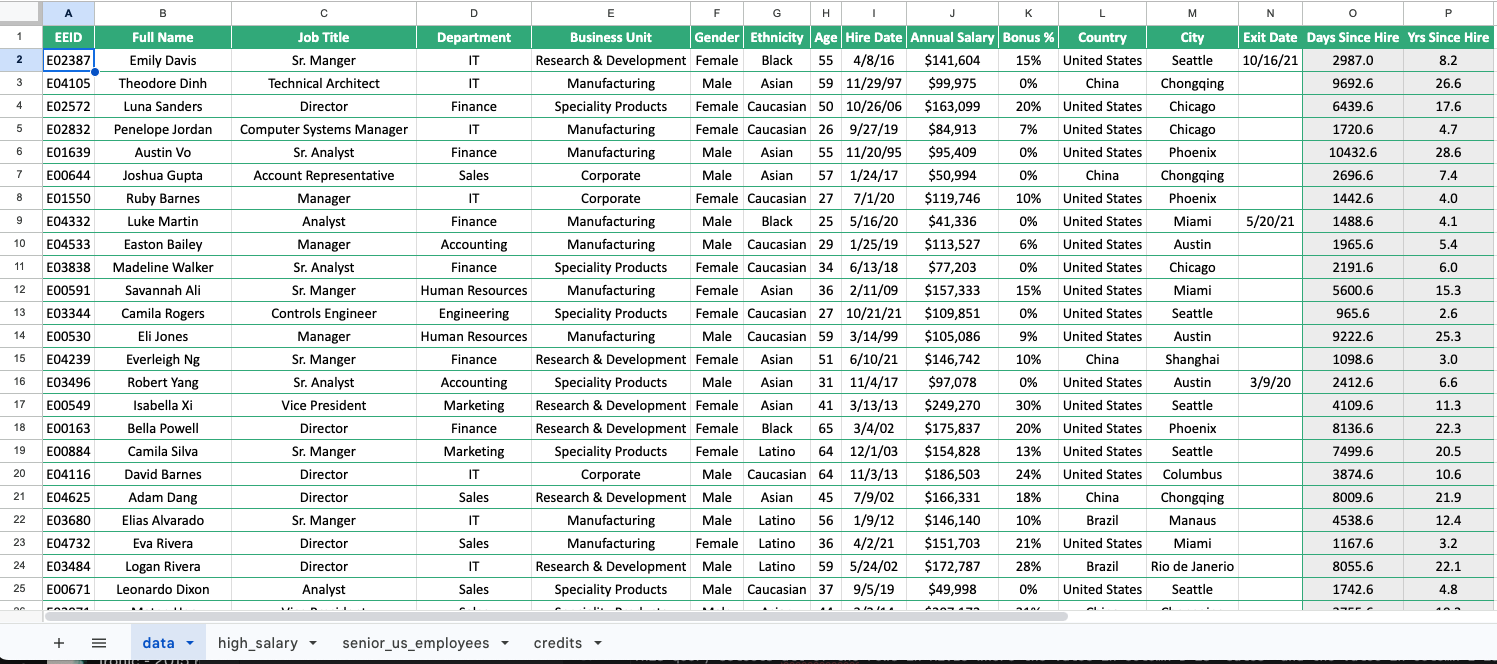 A B C D E F G H I J K L M N O P
1 EEID Full Name Job Title Department Business Unit Gender Ethnicity Age Hire Date Annual Salary Bonus % Country City Exit Date Days Since Hire Yrs Since Hire
2 E02387 Emily Davis Sr. Manger IT Research & Development Female Black 55 4/8/16 $141,604 15% United States Seattle 10/16/21 2987.0 8.2
3 E04105 Theodore Dinh Technical Architect IT Manufacturing Male Asian 59 11/29/97 $99,975 0% China Chongqing 9692.6 26.6
4 E02572 Luna Sanders Director Finance Speciality Products Female Caucasian 50 10/26/06 $163,099 20% United States Chicago 6439.6 17.6
5 E02832 Penelope Jordan Computer Systems Manager IT Manufacturing Female Caucasian 26 9/27/19 $84,913 7% United States Chicago 1720.6 4.7
6 E01639 Austin Vo Sr. Analyst Finance Manufacturing Male Asian 55 11/20/95 $95,409 0% United States Phoenix 10432.6 28.6
7 E00644 Joshua Gupta Account Representative Sales Corporate Male Asian 57 1/24/17 $50,994 0% China Chongqing 2696.6 7.4
8 E01550 Ruby Barnes Manager IT Corporate Female Caucasian 27 7/1/20 $119,746 10% United States Phoenix 1442.6 4.0
9 E04332 Luke Martin Analyst Finance Manufacturing Male Black 25 5/16/20 $41,336 0% United States Miami 5/20/21 1488.6 4.1
10 E04533 Easton Bailey Manager Accounting Manufacturing Male Caucasian 29 1/25/19 $113,527 6% United States Austin 1965.6 5.4
11 E03838 Madeline Walker Sr. Analyst Finance Speciality Products Female Caucasian 34 6/13/18 $77,203 0% United States Chicago 2191.6 6.0
12 E00591 Savannah Ali Sr. Manger Human Resources Manufacturing Female Asian 36 2/11/09 $157,333 15% United States Miami 5600.6 15.3
13 E03344 Camila Rogers Controls Engineer Engineering Speciality Products Female Caucasian 27 10/21/21 $109,851 0% United States Seattle 965.6 2.6
14 E00530 Eli Jones Manager Human Resources Manufacturing Male Caucasian 59 3/14/99 $105,086 9% United States Austin 9222.6 25.3
15 E04239 Everleigh Ng Sr. Manger Finance Research & Development Female Asian 51 6/10/21 $146,742 10% China Shanghai 1098.6 3.0
16 E03496 Robert Yang Sr. Analyst Accounting Speciality Products Male Asian 31 11/4/17 $97,078 0% United States Austin 3/9/20 2412.6 6.6
17 E00549 Isabella Xi Vice President Marketing Research & Development Female Asian 41 3/13/13 $249,270 30% United States Seattle 4109.6 11.3
18 E00163 Bella Powell Director Finance Research & Development Female Black 65 3/4/02 $175,837 20% United States Phoenix 8136.6 22.3
19 E00884 Camila Silva Sr. Manger Marketing Speciality Products Female Latino 64 12/1/03 $154,828 13% United States Seattle 7499.6 20.5
20 E04116 David Barnes Director IT Corporate Male Caucasian 64 11/3/13 $186,503 24% United States Columbus 3874.6 10.6
21 E04625 Adam Dang Director Sales Research & Development Male Asian 45 7/9/02 $166,331 18% China Chongqing 8009.6 21.9
22 E03680 Elias Alvarado Sr. Manger IT Manufacturing Male Latino 56 1/9/12 $146,140 10% Brazil Manaus 4538.6 12.4
23 E04732 Eva Rivera Director Sales Manufacturing Female Latino 36 4/2/21 $151,703 21% United States Miami 1167.6 3.2
24 E03484 Logan Rivera Director IT Research & Development Male Latino 59 5/24/02 $172,787 28% Brazil Rio de Janerio 8055.6 22.1
25 E00671 Leonardo Dixon Analyst Sales Speciality Products Male Caucasian 37 9/5/19 $49,998 0% United States Seattle 1742.6 4.8
data high_salary senior_us_employees credits